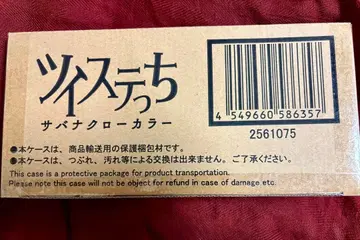 ツイステっち
サバナクローカラー
4 549660 586357
2561075
●本ケースは、商品輸送用の保護梱包材です。
●本ケースは、つぶれ、汚れ等による交換は出来ません。ご了承ください。
This case is a protective package for product transportation.
Please note this case will not be object for refund in case of damage etc.